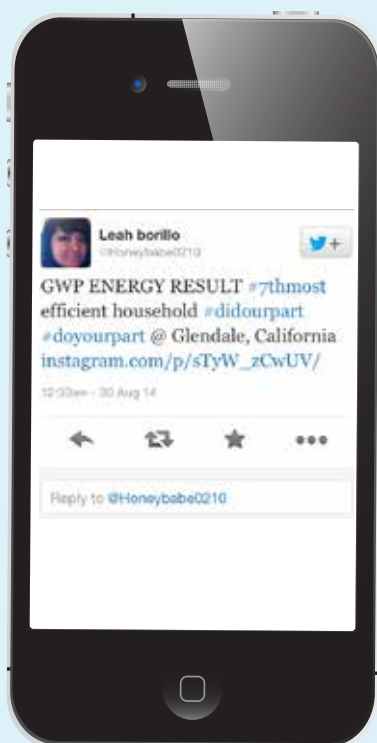 Leah borillo
@Honeybabe0210
GWP ENERGY RESULT #7thmost
efficient household #didourpart
#doyourpart @ Glendale, California
instagram.com/p/sTyW_zCwUV/
12:33am - 30 Aug 14
Reply to @Honeybabe0210